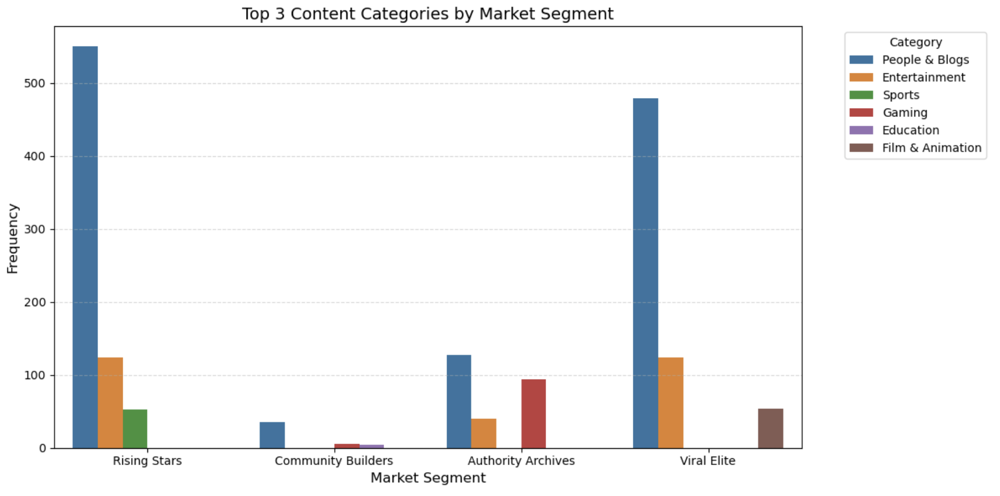 Top 3 Content Categories by Market Segment
Frequency
500
400
300
200
100
0
Rising Stars
Community Builders
Authority Archives
Viral Elite
Market Segment
Category
People & Blogs
Entertainment
Sports
Gaming
Education
Film & Animation